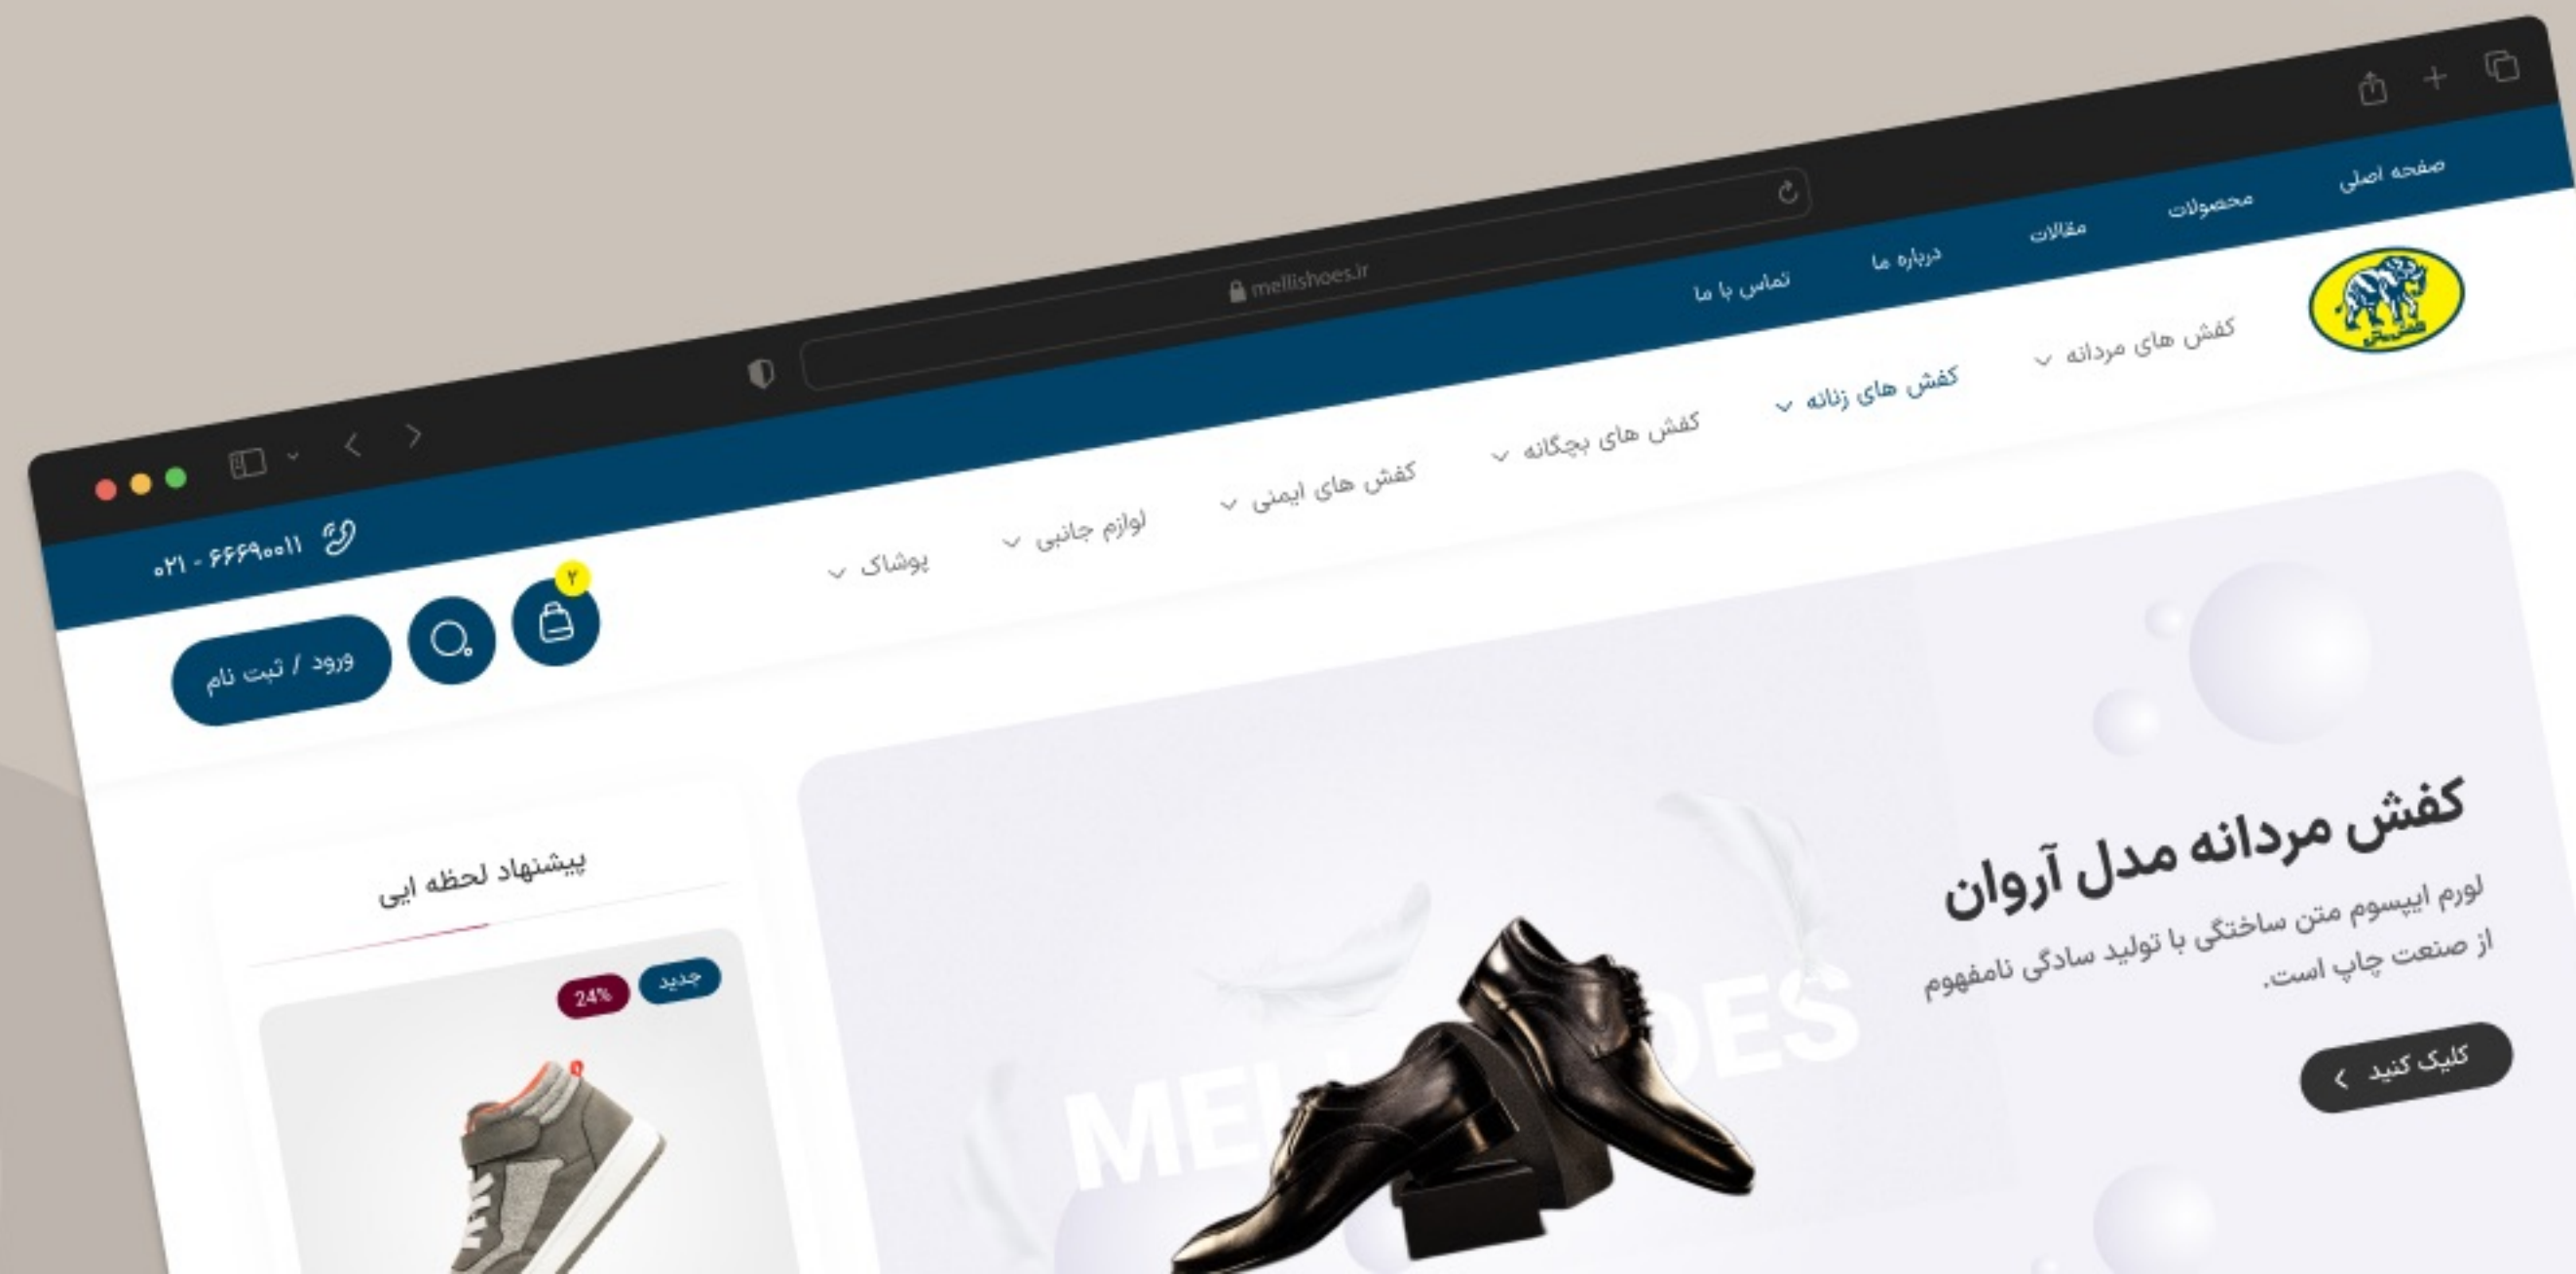 mellishoes.ir
صفحه اصلی
محصولات
مقالات
درباره ما
تماس با ما
۰۲۱ - ۶۶۶۹۰۰۱۱
کفش ملی
کفش های مردانه
کفش های زنانه
کفش های بچگانه
کفش های ایمنی
لوازم جانبی
پوشاک
۲
ورود / ثبت نام
کفش مردانه مدل آروان
لورم ایپسوم متن ساختگی با تولید سادگی نامفهوم
از صنعت چاپ است.
کلیک کنید
پیشنهاد لحظه ایی
جدید
24%